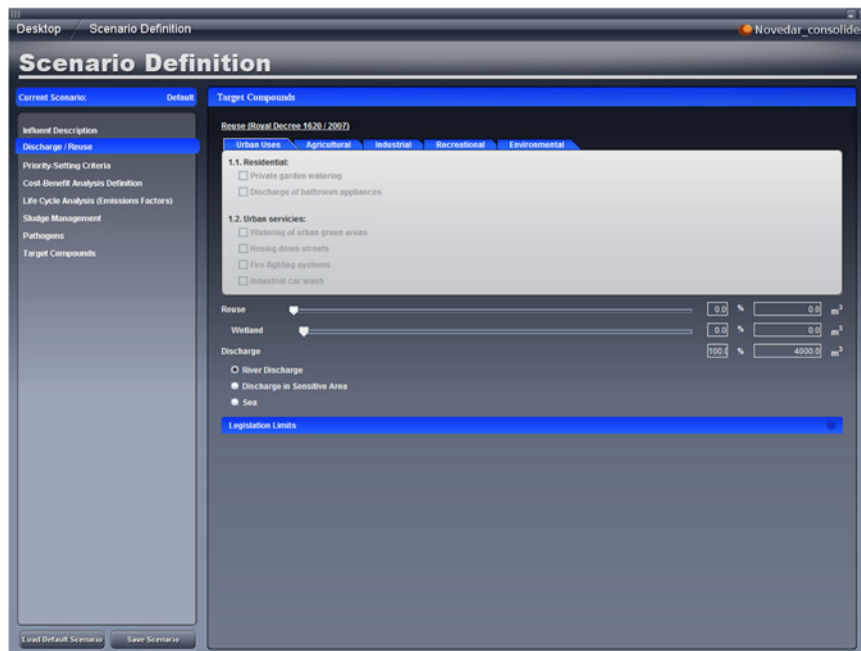 Desktop / Scenario Definition
Novedar_consolider
Scenario Definition
Current Scenario: Default
Influent Description
Discharge / Reuse
Priority-Setting Criteria
Cost-Benefit Analysis Definition
Life Cycle Analysis (Emissions Factors)
Sludge Management
Pathogens
Target Compounds
Load Default Scenario Save Scenario
Target Compounds
Reuse (Royal Decree 1620 / 2007)
Urban Uses Agricultural Industrial Recreational Environmental
1.1. Residential:
Private garden watering
Discharge of bathroom appliances
1.2. Urban servicies:
Watering of urban green areas
Hosing down streets
Fire-fighting systems
Industrial car wash
Reuse 0.0 % 0.0 m³
Wetland 0.0 % 0.0 m³
Discharge 100.0 % 4000.0 m³
River Discharge
Discharge in Sensitive Area
Sea
Legislation Limits